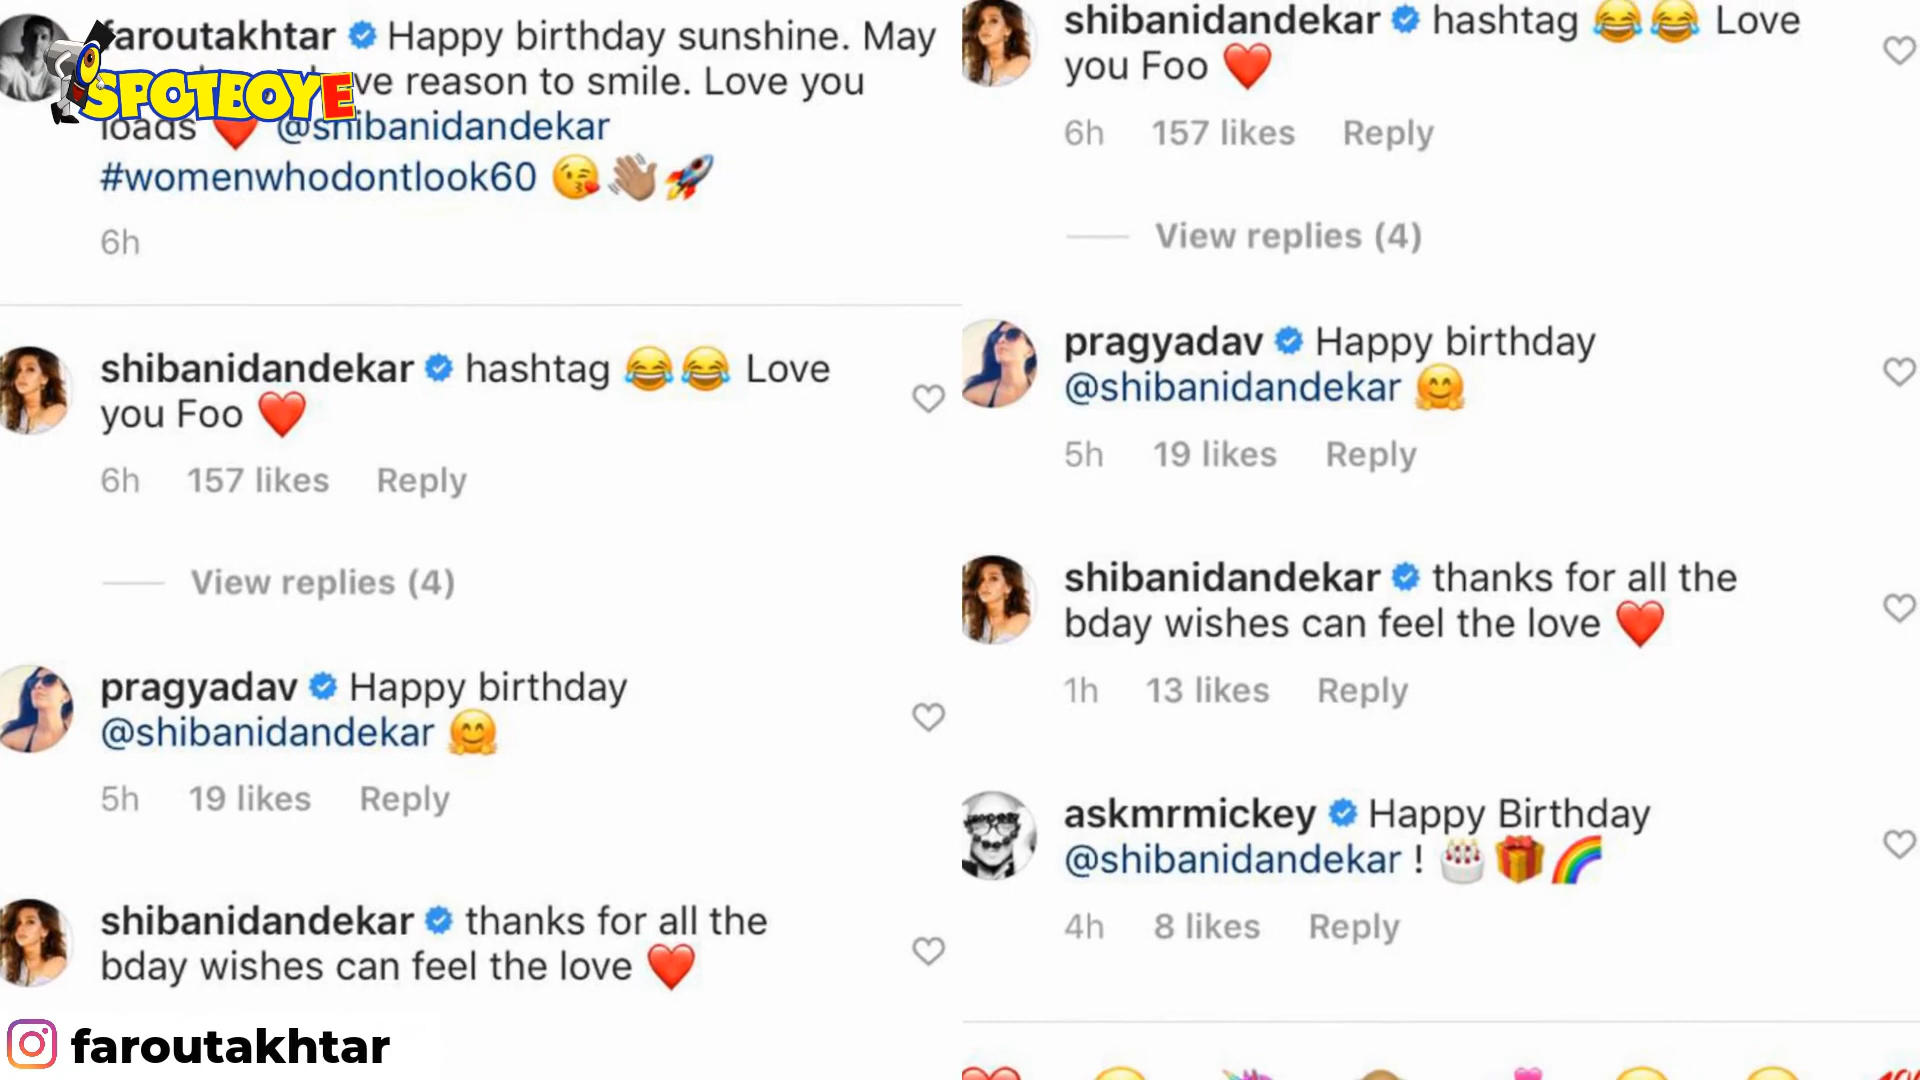 faroutakhtar Happy birthday sunshine. May
ve reason to smile. Love you
loads ❤️ @shibanidandekar
#womenwhodontlook60 😘👋🏽🚀
6h
SPOTBOYE
shibanidandekar hashtag 😂😂 Love
you Foo ❤️
6h 157 likes Reply
View replies (4)
pragyadav Happy birthday
@shibanidandekar 🤗
5h 19 likes Reply
shibanidandekar thanks for all the
bday wishes can feel the love ❤️
faroutakhtar
shibanidandekar hashtag 😂😂 Love
you Foo ❤️
6h 157 likes Reply
View replies (4)
pragyadav Happy birthday
@shibanidandekar 🤗
5h 19 likes Reply
shibanidandekar thanks for all the
bday wishes can feel the love ❤️
1h 13 likes Reply
askmrmickey Happy Birthday
@shibanidandekar ! 🎂🎁🌈
4h 8 likes Reply